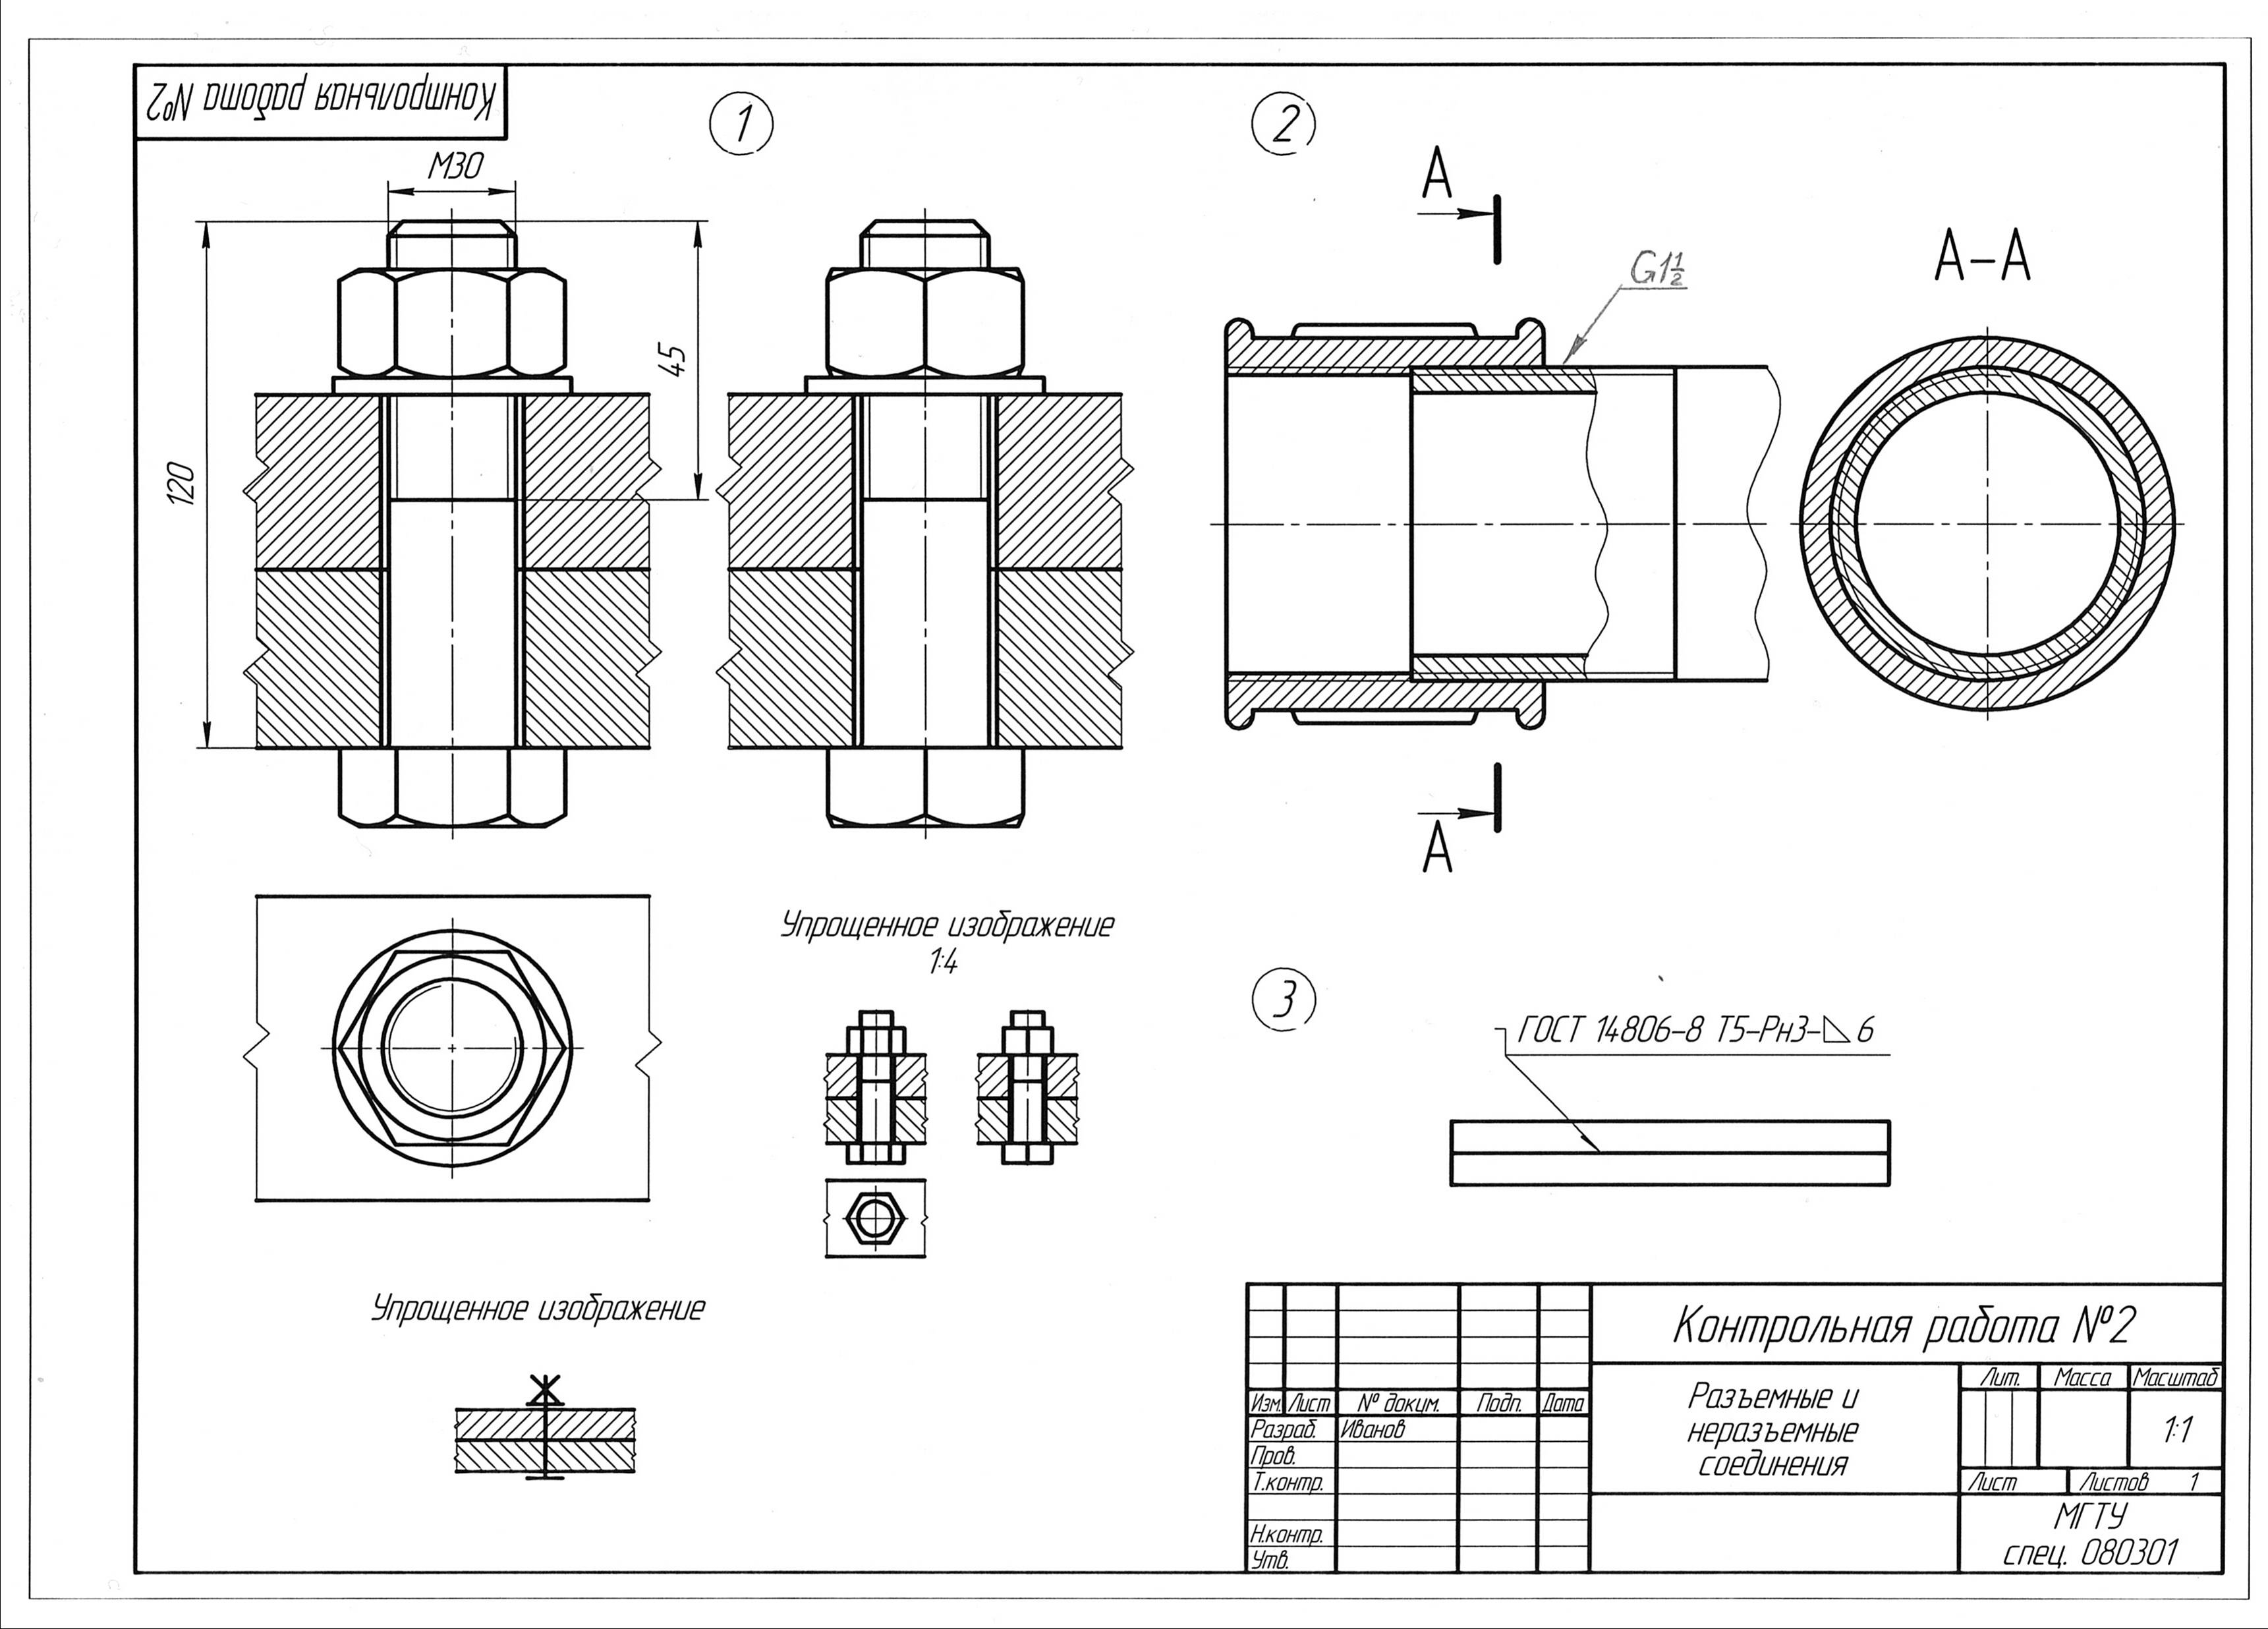 Контрольная работа №2
1
2
М30
120
45
А
G1½
А–А
А
Упрощенное изображение
1:4
3
ГОСТ 14806-8 Т5-Рн3-◺6
Упрощенное изображение
Контрольная работа №2
Изм. Лист № докум. Подп. Дата
Разраб. Иванов
Пров.
Т.контр.
Н.контр.
Утв.
Разъемные и
неразъемные
соединения
Лит. Масса Масштаб
1:1
Лист Листов 1
МГТУ
спец. 080301